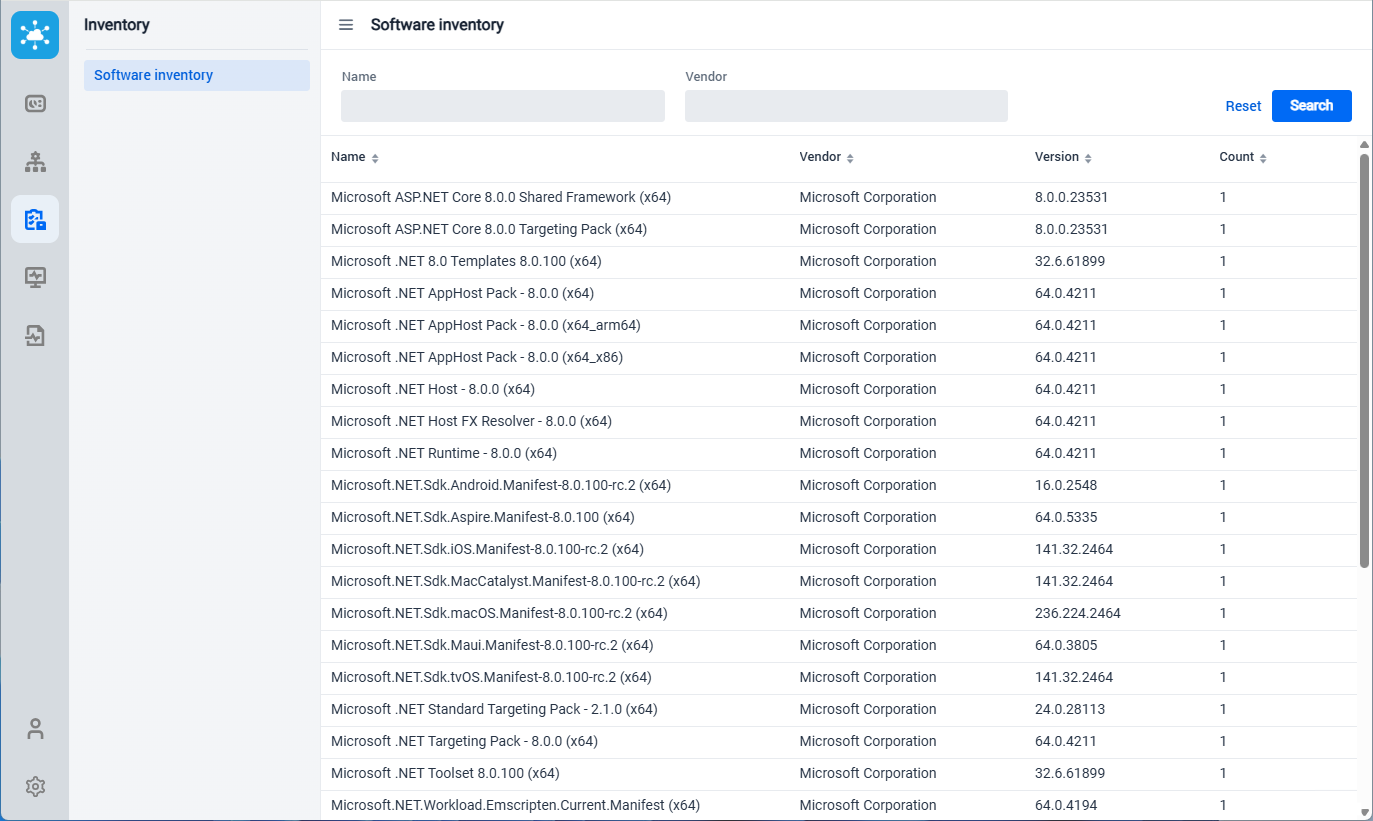 Inventory
Software inventory
Software inventory
Name Vendor
Reset Search
Name Vendor Version Count
Microsoft ASP.NET Core 8.0.0 Shared Framework (x64) Microsoft Corporation 8.0.0.23531 1
Microsoft ASP.NET Core 8.0.0 Targeting Pack (x64) Microsoft Corporation 8.0.0.23531 1
Microsoft .NET 8.0 Templates 8.0.100 (x64) Microsoft Corporation 32.6.61899 1
Microsoft .NET AppHost Pack - 8.0.0 (x64) Microsoft Corporation 64.0.4211 1
Microsoft .NET AppHost Pack - 8.0.0 (x64_arm64) Microsoft Corporation 64.0.4211 1
Microsoft .NET AppHost Pack - 8.0.0 (x64_x86) Microsoft Corporation 64.0.4211 1
Microsoft .NET Host - 8.0.0 (x64) Microsoft Corporation 64.0.4211 1
Microsoft .NET Host FX Resolver - 8.0.0 (x64) Microsoft Corporation 64.0.4211 1
Microsoft .NET Runtime - 8.0.0 (x64) Microsoft Corporation 64.0.4211 1
Microsoft.NET.Sdk.Android.Manifest-8.0.100-rc.2 (x64) Microsoft Corporation 16.0.2548 1
Microsoft.NET.Sdk.Aspire.Manifest-8.0.100 (x64) Microsoft Corporation 64.0.5335 1
Microsoft.NET.Sdk.iOS.Manifest-8.0.100-rc.2 (x64) Microsoft Corporation 141.32.2464 1
Microsoft.NET.Sdk.MacCatalyst.Manifest-8.0.100-rc.2 (x64) Microsoft Corporation 141.32.2464 1
Microsoft.NET.Sdk.macOS.Manifest-8.0.100-rc.2 (x64) Microsoft Corporation 236.224.2464 1
Microsoft.NET.Sdk.Maui.Manifest-8.0.100-rc.2 (x64) Microsoft Corporation 64.0.3805 1
Microsoft.NET.Sdk.tvOS.Manifest-8.0.100-rc.2 (x64) Microsoft Corporation 141.32.2464 1
Microsoft .NET Standard Targeting Pack - 2.1.0 (x64) Microsoft Corporation 24.0.28113 1
Microsoft .NET Targeting Pack - 8.0.0 (x64) Microsoft Corporation 64.0.4211 1
Microsoft .NET Toolset 8.0.100 (x64) Microsoft Corporation 32.6.61899 1
Microsoft.NET.Workload.Emscripten.Current.Manifest (x64) Microsoft Corporation 64.0.4194 1